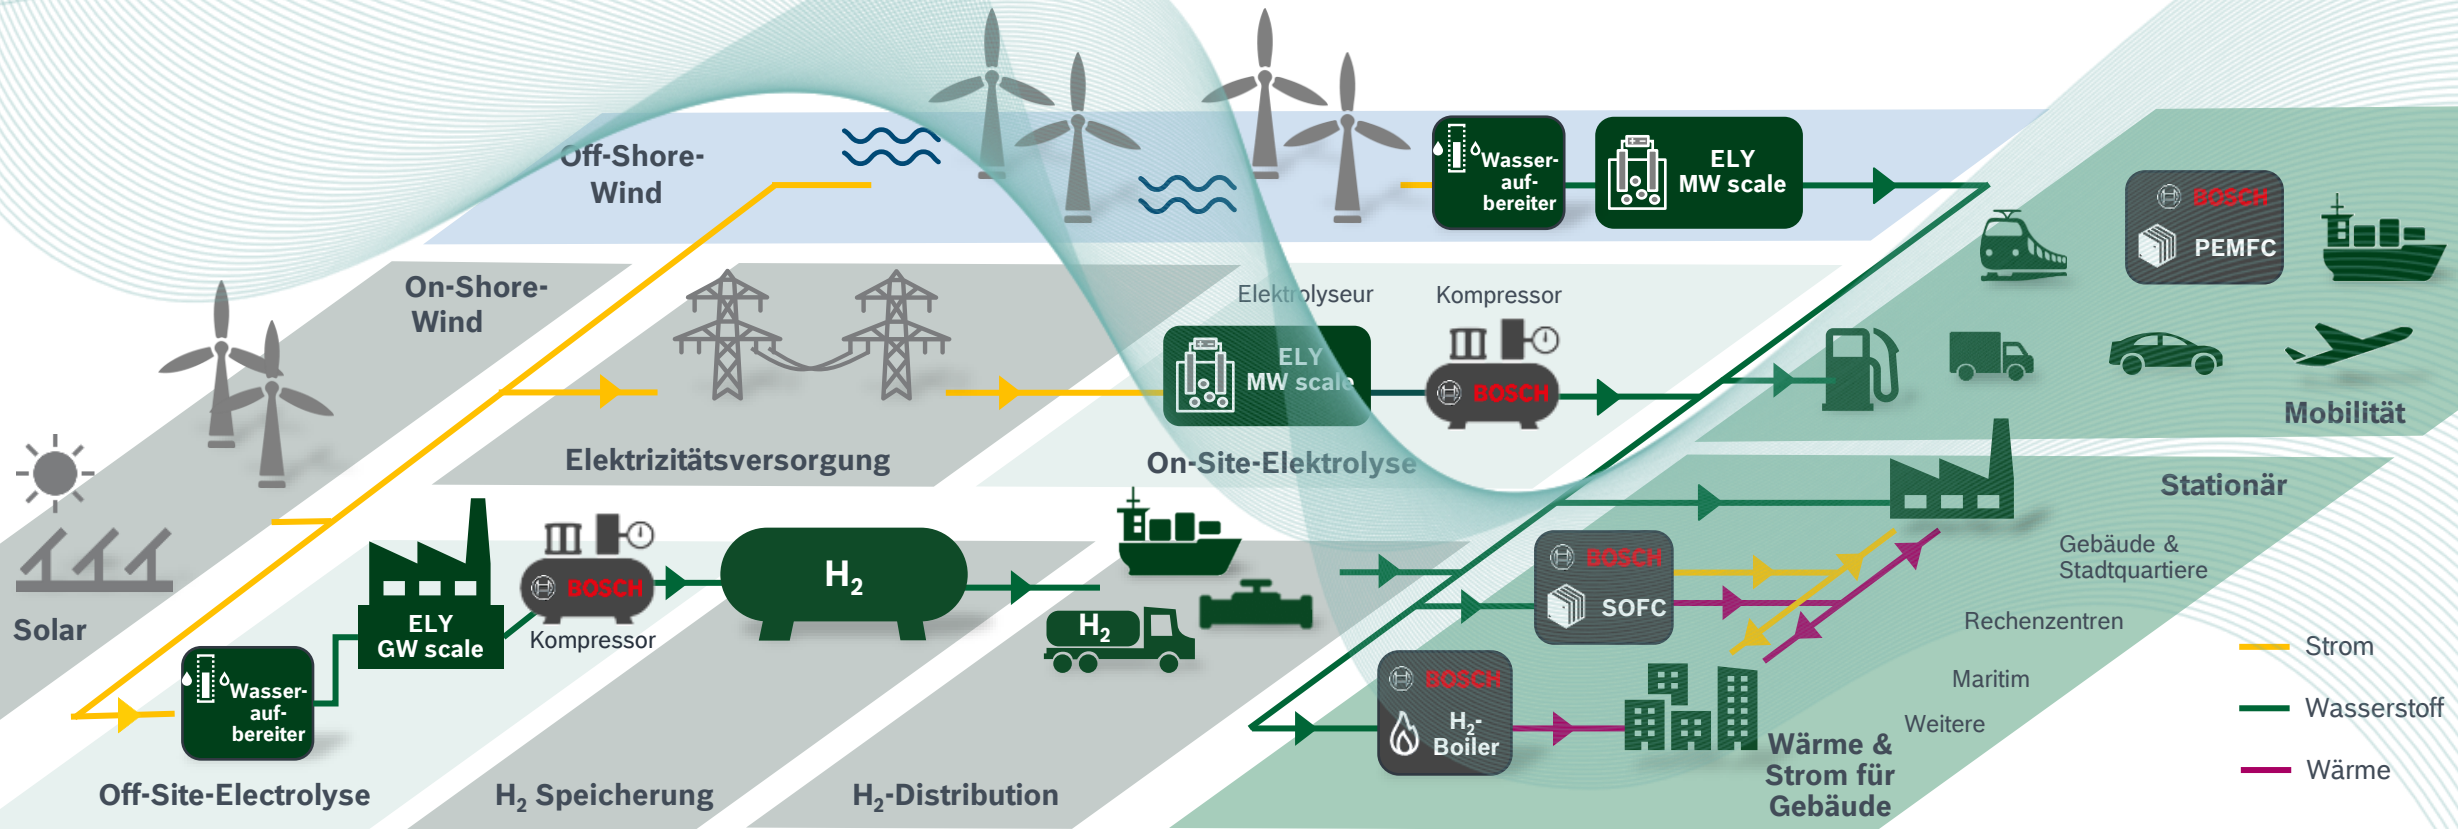 Off-Shore-
Wind
Wasser-
auf-
bereiter
ELY
MW scale
BOSCH
PEMFC
On-Shore-
Wind
Elektrizitätsversorgung
Elektrolyseur
ELY
MW scale
Kompressor
BOSCH
On-Site-Elektrolyse
Mobilität
Solar
Wasser-
auf-
bereiter
ELY
GW scale
BOSCH
Kompressor
H₂
H₂
Off-Site-Electrolyse
H₂ Speicherung
H₂-Distribution
Stationär
BOSCH
SOFC
BOSCH
H₂-
Boiler
Gebäude &
Stadtquartiere
Rechenzentren
Maritim
Weitere
Wärme &
Strom für
Gebäude
Strom
Wasserstoff
Wärme